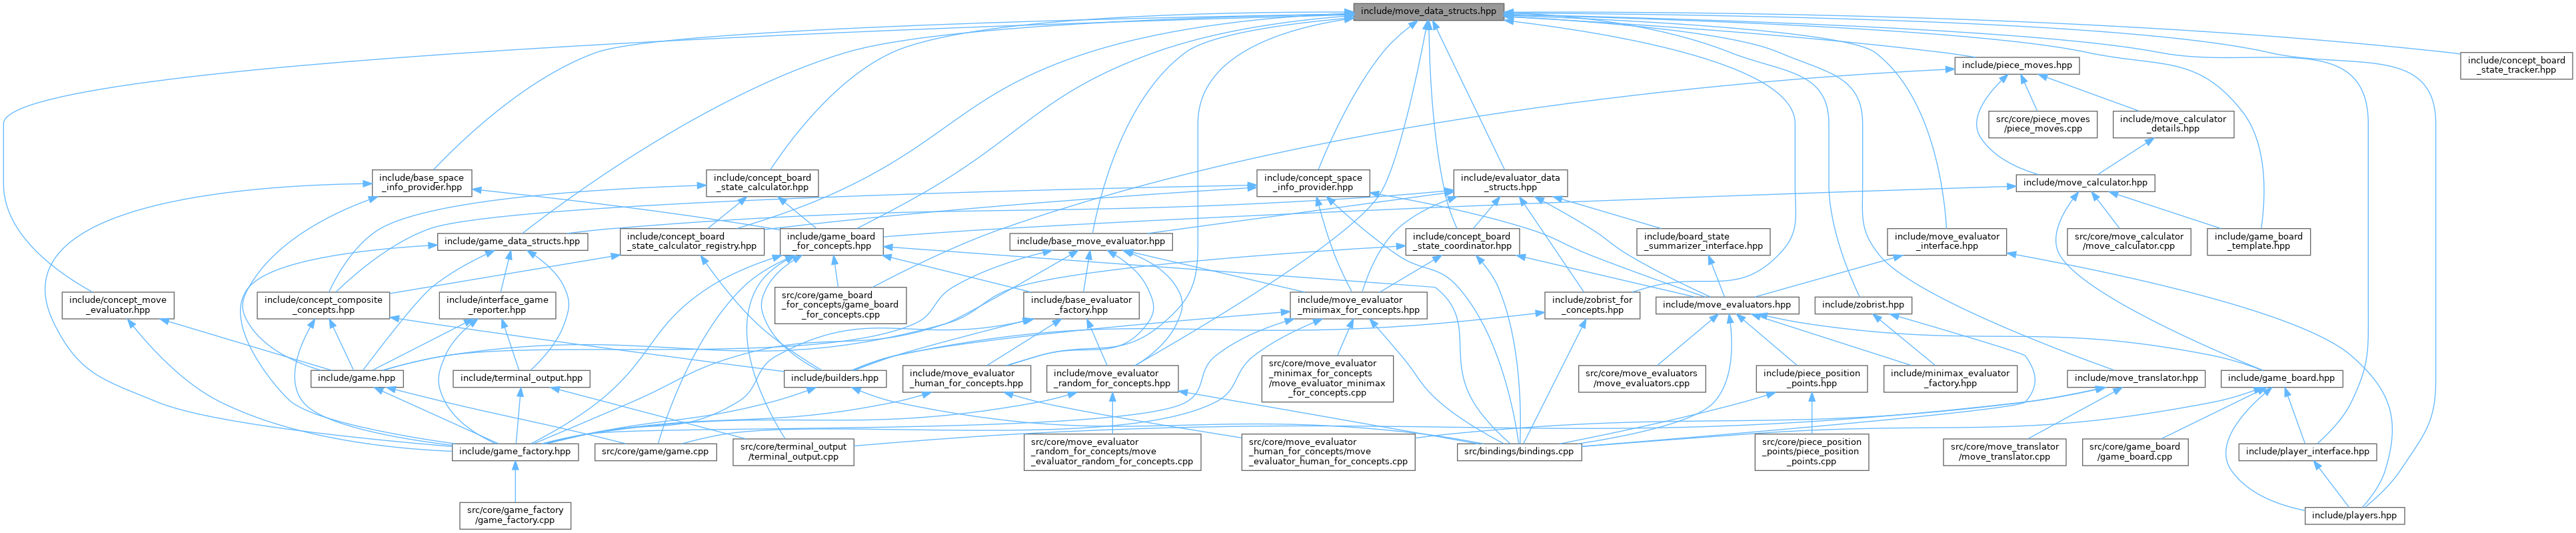 include/move_data_structs.hpp
include/piece_moves.hpp
include/concept_board
_state_tracker.hpp
src/core/piece_moves
/piece_moves.cpp
include/move_calculator
_details.hpp
include/base_space
_info_provider.hpp
include/concept_board
_state_calculator.hpp
include/concept_space
_info_provider.hpp
include/evaluator_data
_structs.hpp
include/move_calculator.hpp
include/game_data_structs.hpp
include/concept_board
_state_calculator_registry.hpp
include/game_board
_for_concepts.hpp
include/base_move_evaluator.hpp
include/concept_board
_state_coordinator.hpp
include/board_state
_summarizer_interface.hpp
include/move_evaluator
_interface.hpp
src/core/move_calculator
/move_calculator.cpp
include/game_board
_template.hpp
include/concept_move
_evaluator.hpp
include/concept_composite
_concepts.hpp
include/interface_game
_reporter.hpp
src/core/game_board
_for_concepts/game_board
_for_concepts.cpp
include/base_evaluator
_factory.hpp
include/move_evaluator
_minimax_for_concepts.hpp
include/zobrist_for
_concepts.hpp
include/move_evaluators.hpp
include/zobrist.hpp
include/game.hpp
include/terminal_output.hpp
include/builders.hpp
include/move_evaluator
_human_for_concepts.hpp
include/move_evaluator
_random_for_concepts.hpp
src/core/move_evaluator
_minimax_for_concepts
/move_evaluator_minimax
_for_concepts.cpp
src/core/move_evaluators
/move_evaluators.cpp
include/piece_position
_points.hpp
include/minimax_evaluator
_factory.hpp
include/move_translator.hpp
include/game_board.hpp
include/game_factory.hpp
src/core/game/game.cpp
src/core/terminal_output
/terminal_output.cpp
src/core/move_evaluator
_random_for_concepts/move
_evaluator_random_for_concepts.cpp
src/core/move_evaluator
_human_for_concepts/move
_evaluator_human_for_concepts.cpp
src/bindings/bindings.cpp
src/core/piece_position
_points/piece_position
_points.cpp
src/core/move_translator
/move_translator.cpp
src/core/game_board
/game_board.cpp
include/player_interface.hpp
src/core/game_factory
/game_factory.cpp
include/players.hpp